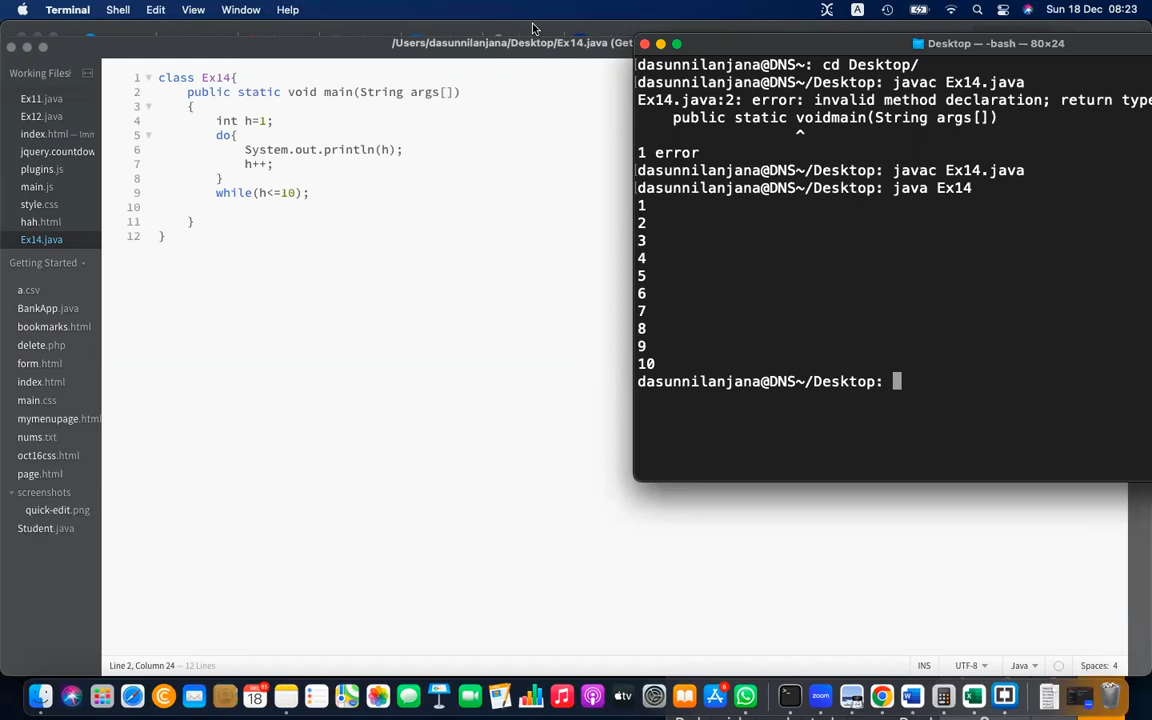 Terminal Shell Edit View Window Help
A
Sun 18 Dec 08:23
/Users/dasunnilanjana/Desktop/Ex14.java (Get
Working Files
Ex11.java
Ex12.java
index.html — Imm
jquery.countdow
plugins.js
main.js
style.css
hah.html
Ex14.java
Getting Started
a.csv
BankApp.java
bookmarks.html
delete.php
form.html
index.html
main.css
mymenupage.html
nums.txt
oct16css.html
page.html
screenshots
quick-edit.png
Student.java
1 class Ex14{
2 public static void main(String args[])
3 {
4 int h=1;
5 do{
6 System.out.println(h);
7 h++;
8 }
9 while(h<=10);
10
11 }
12 }
Line 2, Column 24 — 12 Lines
INS UTF-8 Java Spaces: 4
Desktop — -bash — 80×24
dasunnilanjana@DNS~: cd Desktop/
dasunnilanjana@DNS~/Desktop: javac Ex14.java
Ex14.java:2: error: invalid method declaration; return type
public static voidmain(String args[])
^
1 error
dasunnilanjana@DNS~/Desktop: javac Ex14.java
dasunnilanjana@DNS~/Desktop: java Ex14
1
2
3
4
5
6
7
8
9
10
dasunnilanjana@DNS~/Desktop:
18
tv
zoom